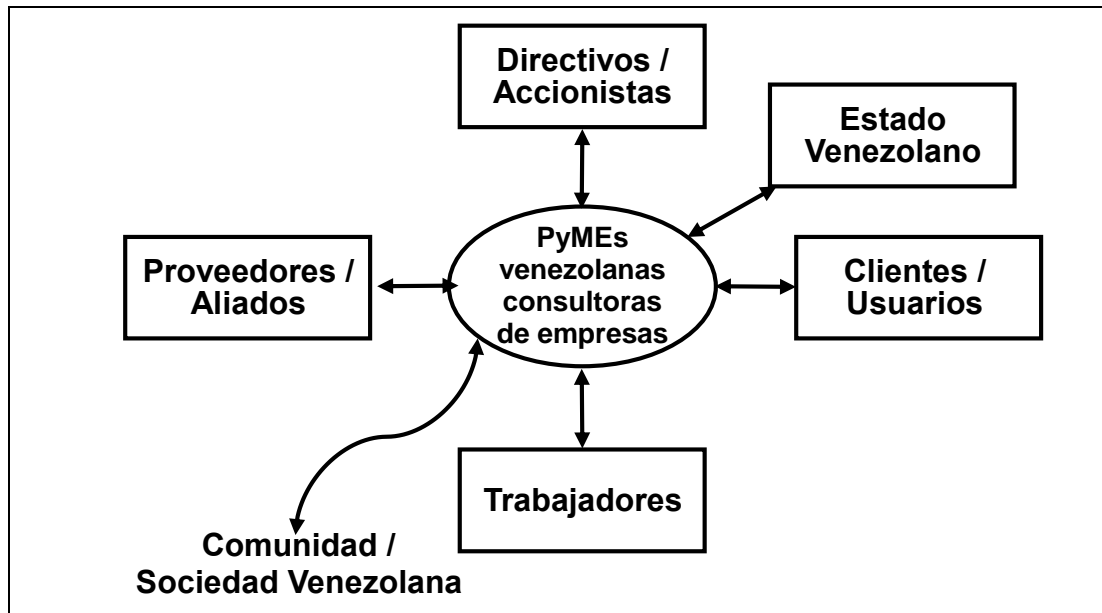 Directivos /
Accionistas
Estado
Venezolano
PyMEs
venezolanas
consultoras
de empresas
Proveedores /
Aliados
Clientes /
Usuarios
Trabajadores
Comunidad /
Sociedad Venezolana